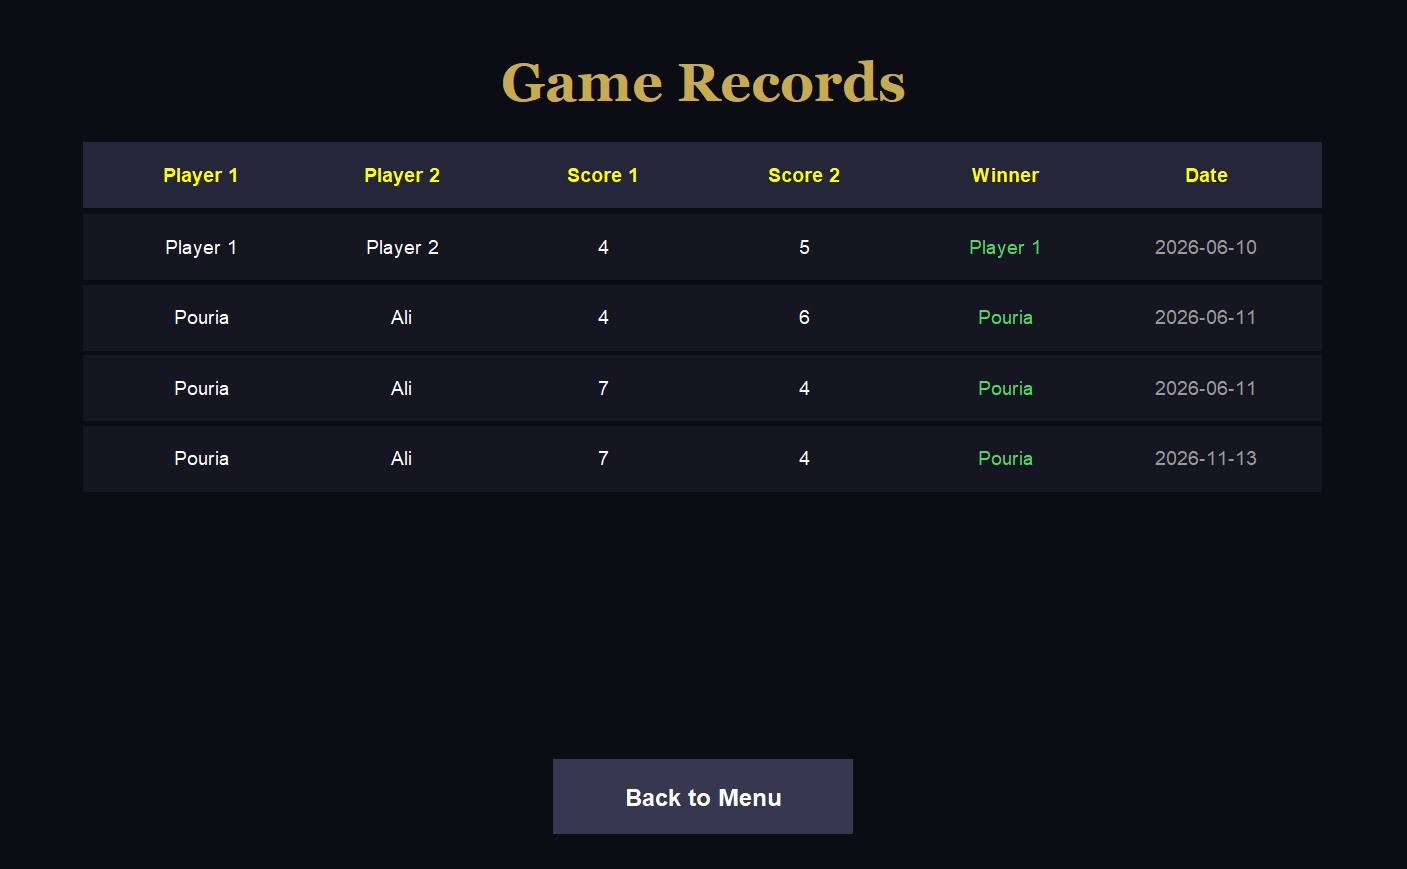 Game Records
Player 1 Player 2 Score 1 Score 2 Winner Date
Player 1 Player 2 4 5 Player 1 2026-06-10
Pouria Ali 4 6 Pouria 2026-06-11
Pouria Ali 7 4 Pouria 2026-06-11
Pouria Ali 7 4 Pouria 2026-11-13
Back to Menu